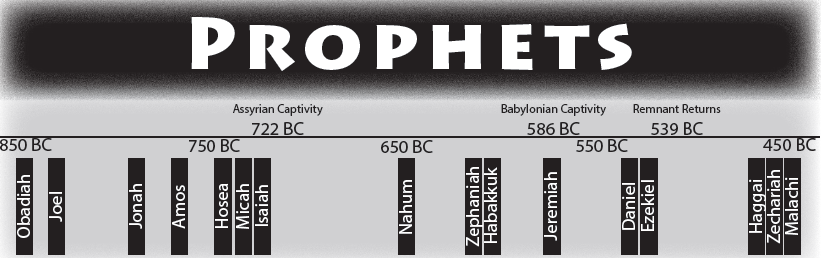 PROPHETS
Assyrian Captivity Babylonian Captivity Remnant Returns
722 BC 586 BC 539 BC
850 BC 750 BC 650 BC 550 BC 450 BC
Obadiah
Joel
Jonah
Amos
Hosea
Micah
Isaiah
Nahum
Zephaniah
Habakkuk
Jeremiah
Daniel
Ezekiel
Haggai
Zechariah
Malachi